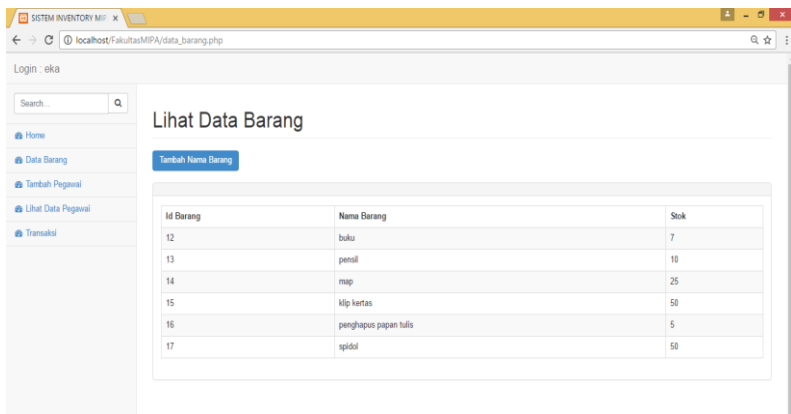 SISTEM INVENTORY MIP
localhost/FakultasMIPA/data_barang.php
Login : eka
Search...
Home
Data Barang
Tambah Pegawai
Lihat Data Pegawai
Transaksi
Lihat Data Barang
Tambah Nama Barang
Id Barang Nama Barang Stok
12 buku 7
13 pensil 10
14 map 25
15 klip kertas 50
16 penghapus papan tulis 5
17 spidol 50